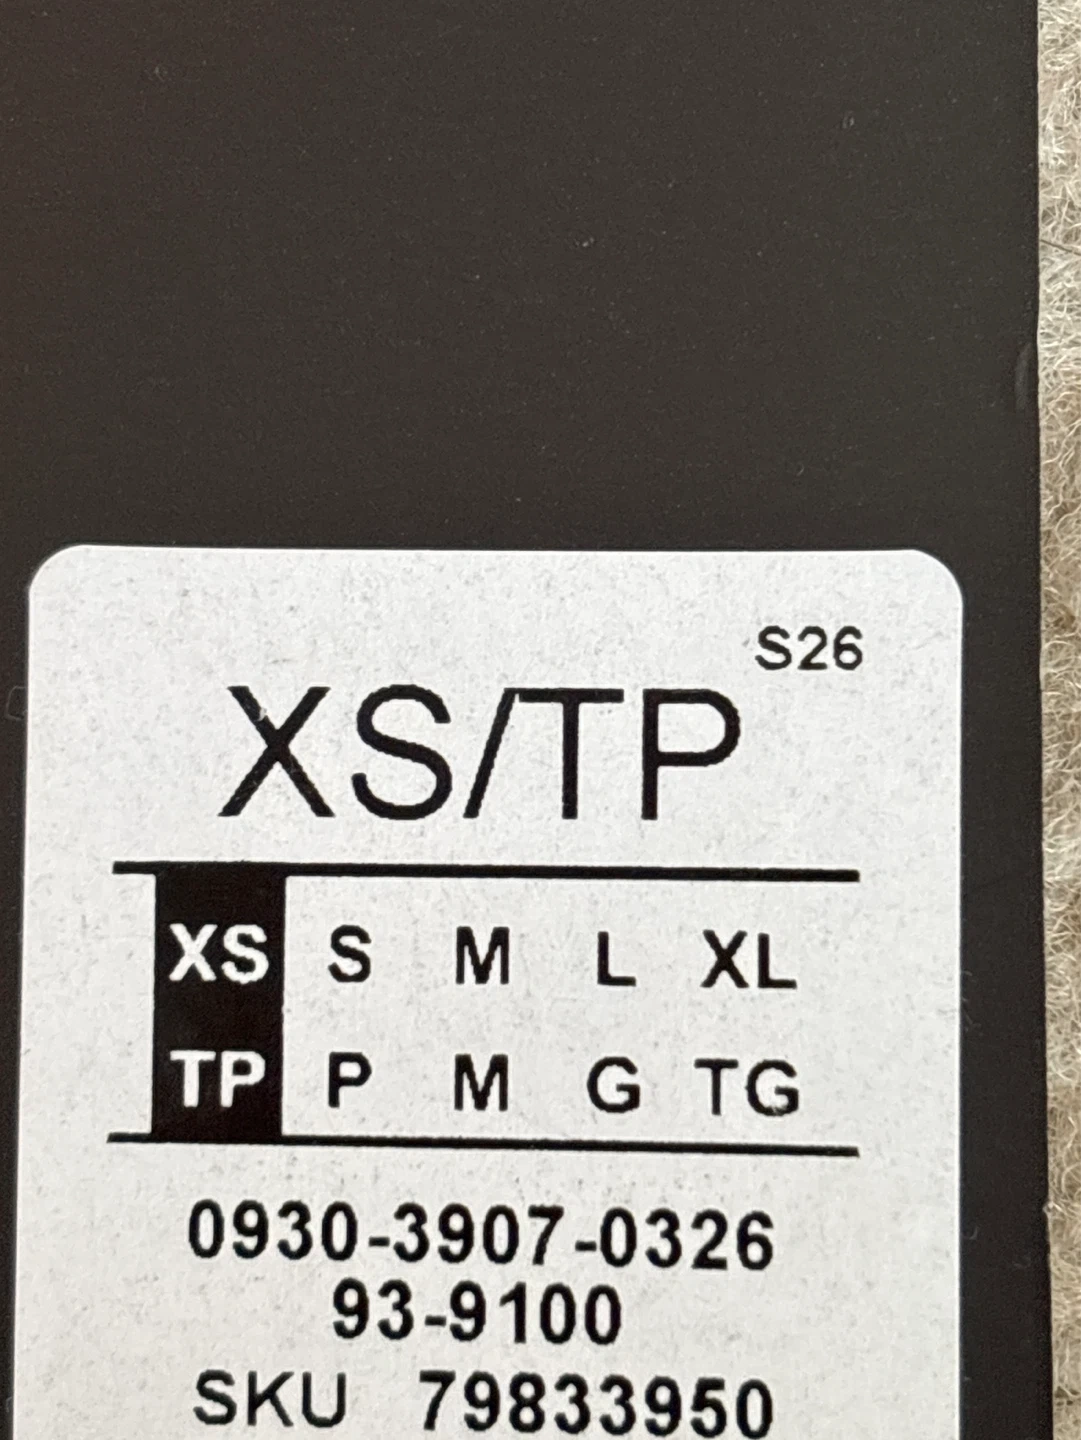 S26
XS/TP
XS S M L XL
TP P M G TG
0930-3907-0326
93-9100
SKU 79833950